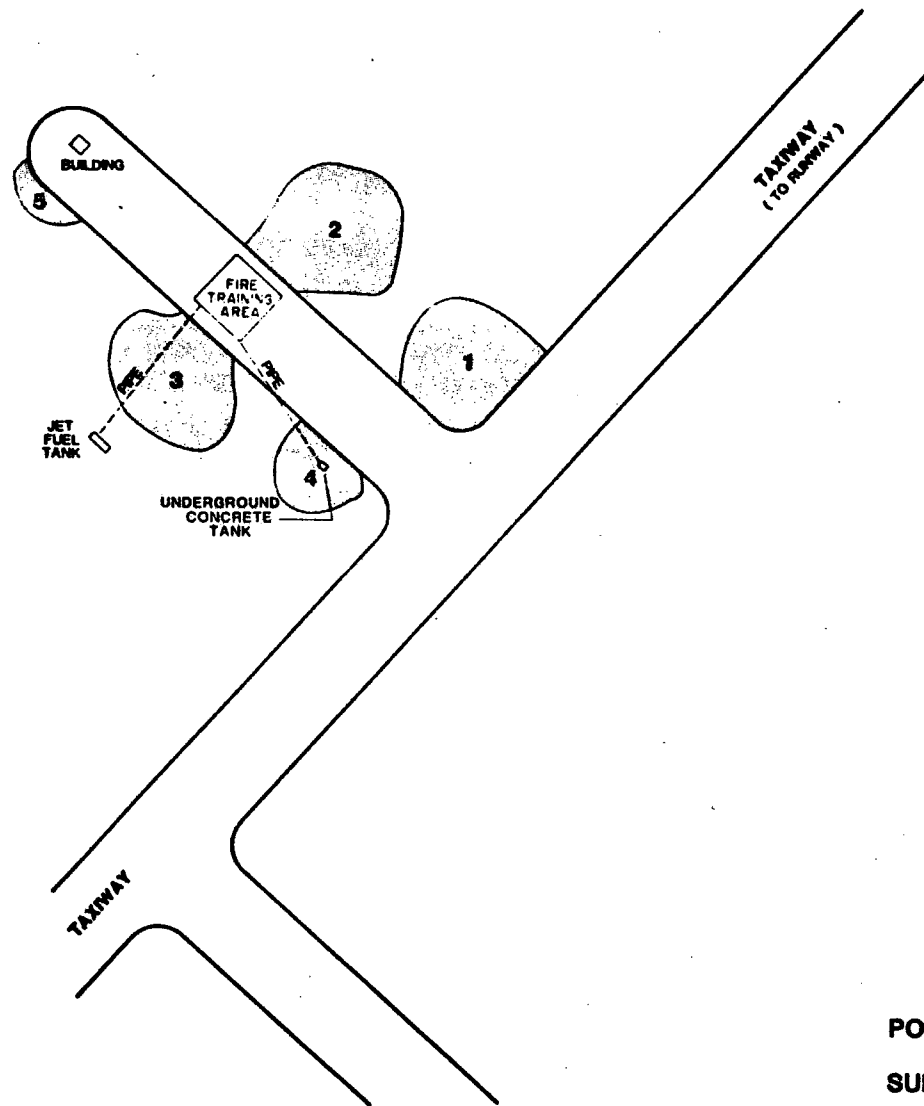 BUILDING
5
2
FIRE
TRAINING
AREA
TAXIWAY
( TO RUNWAY )
1
3
PIPE
PIPE
JET
FUEL
TANK
4
UNDERGROUND
CONCRETE
TANK
TAXIWAY
PO